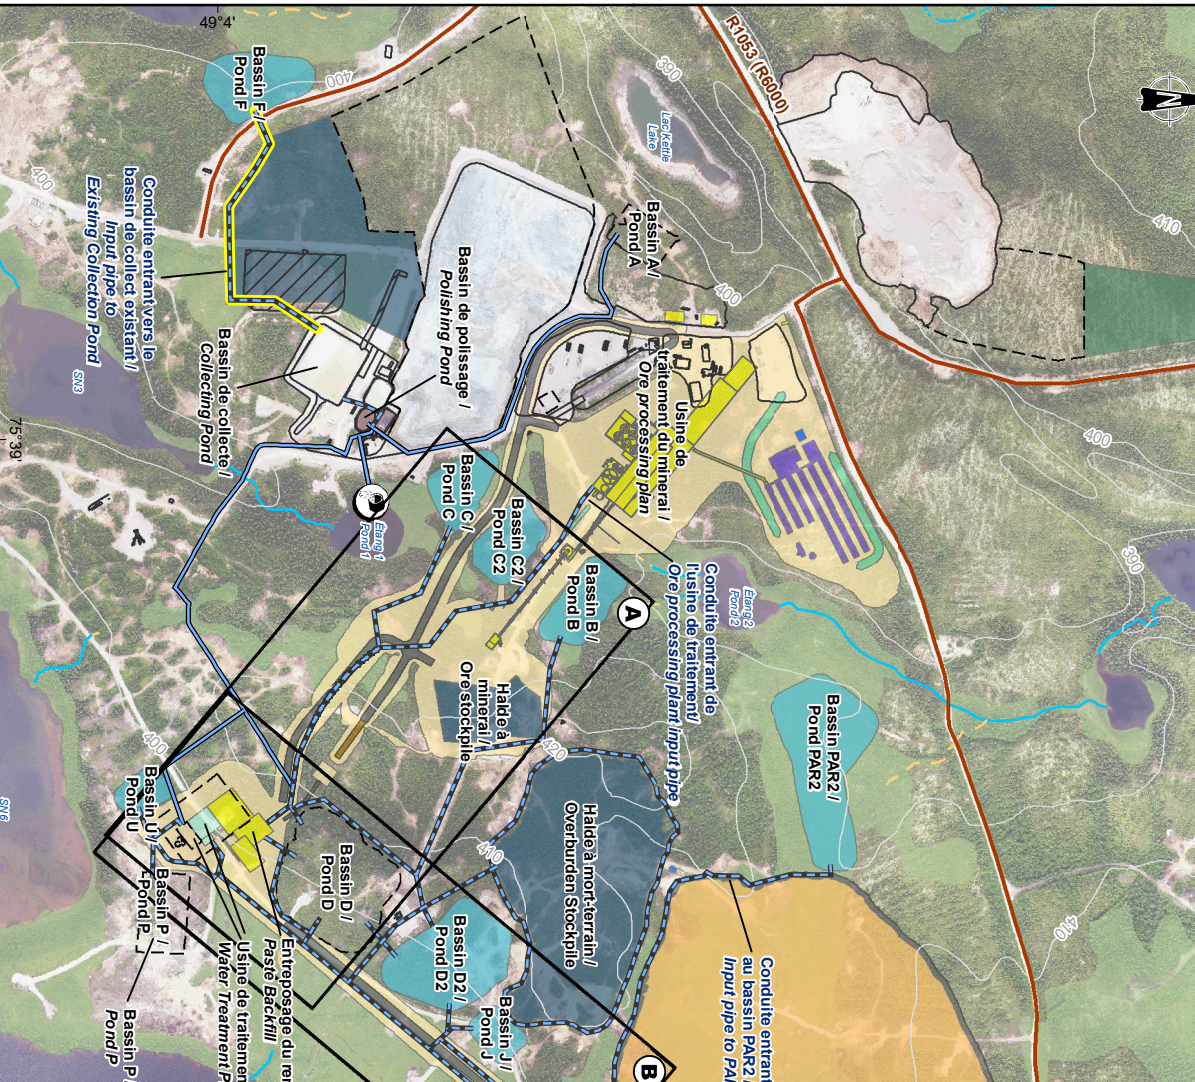 49°4'
R1053 (R6000)
N
390
400
410
Lac Kettle
Lake
Bassin F /
Pond F
Bassin A /
Pond A
400
400
Conduite entrant vers le
bassin de collect existant /
Input pipe to
Existing Collection Pond
SN3
75°39'
Bassin de polissage /
Polishing Pond
Bassin de collecte /
Collecting Pond
Usine de
traitement du minerai /
Ore processing plan
400
390
Étang 1
Pond 1
Bassin C /
Pond C
Bassin C2 /
Pond C2
Bassin B /
Pond B
A
Étang 2
Pond 2
Conduite entrant de
l'usine de traitement/
Ore processing plant input pipe
Halde à
minerai /
Ore stockpile
420
Bassin PAR2 /
Pond PAR2
400
SN6
Bassin U /
Pond U
Bassin P /
Pond P
Bassin D /
Pond D
410
Halde à mort-terrain /
Overburden Stockpile
Bassin D2 /
Pond D2
Bassin J /
Pond J
Entreposage du rem
Paste Backfill
Usine de traitemen
Water Treatment P
Bassin P
Pond P
Conduite entrant
au bassin PAR2 /
Input pipe to PA
410
B